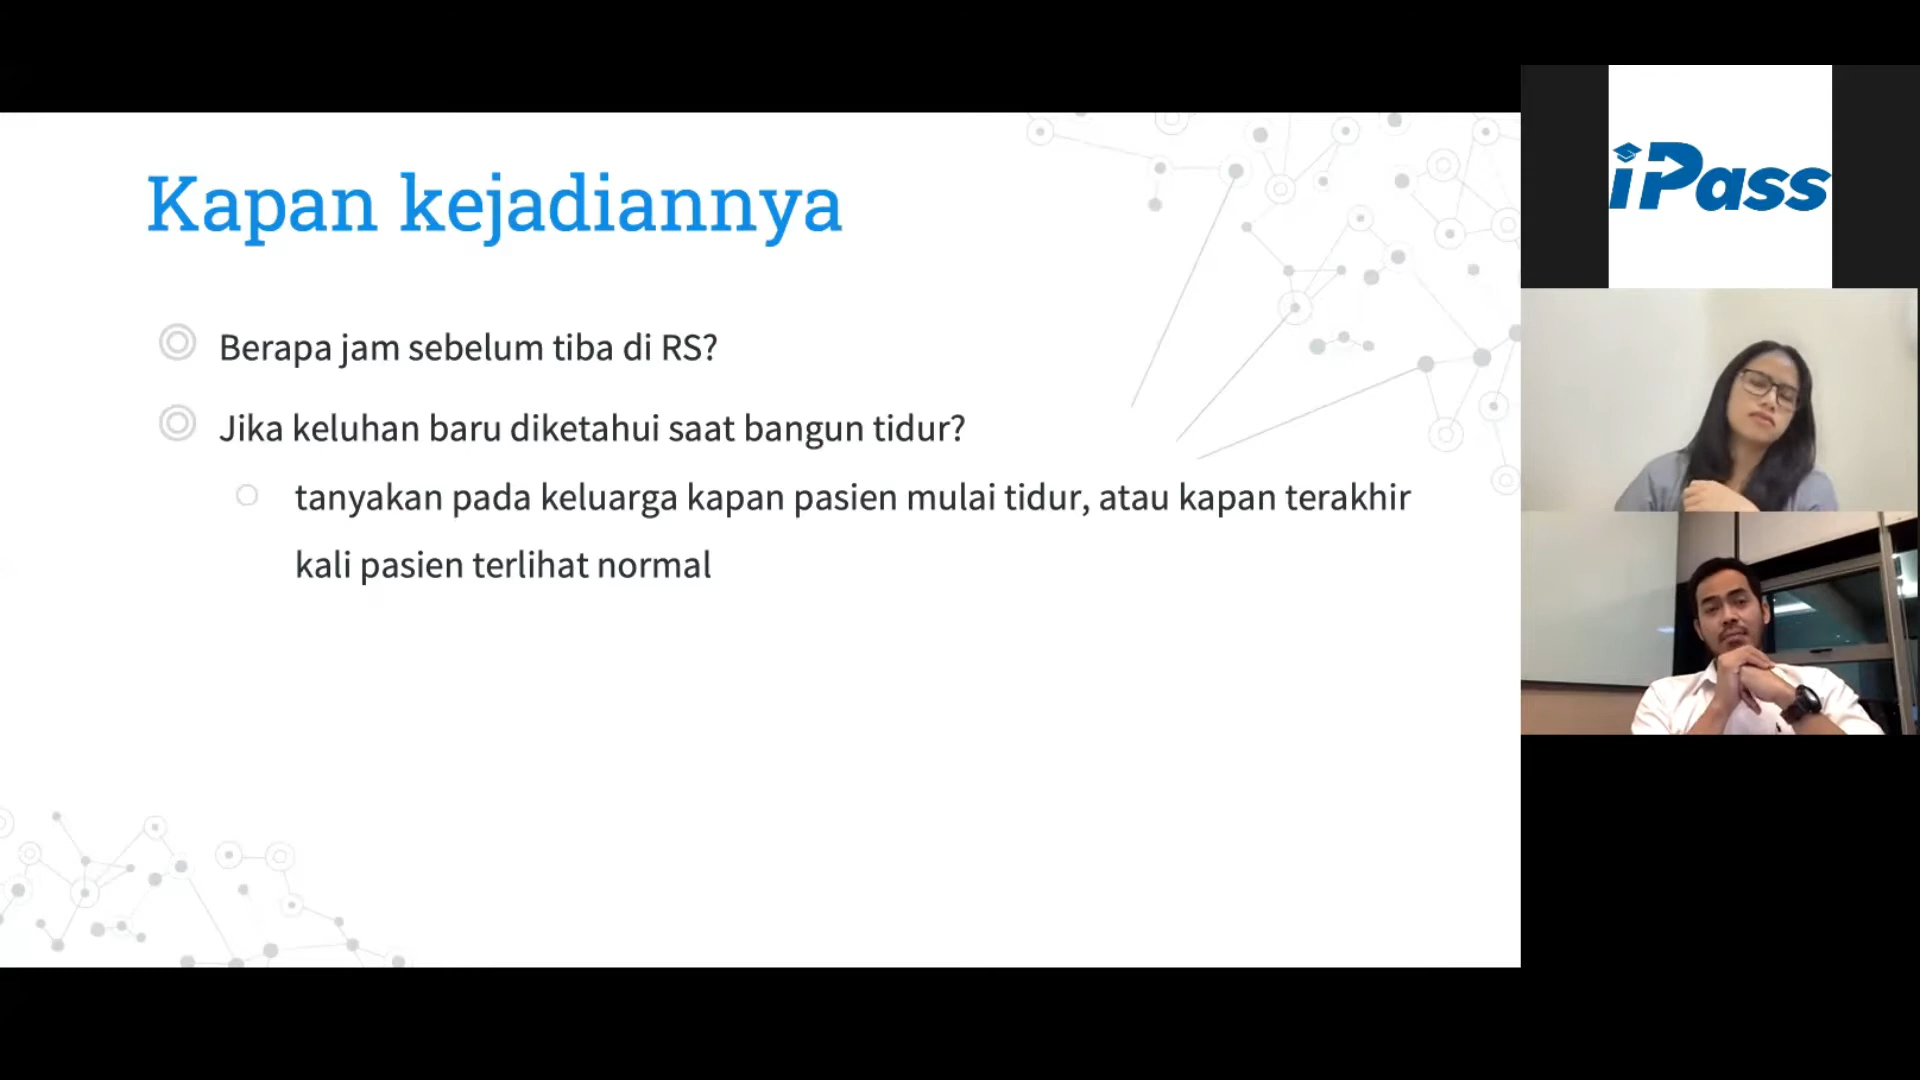 Kapan kejadiannya
Berapa jam sebelum tiba di RS?
Jika keluhan baru diketahui saat bangun tidur?
tanyakan pada keluarga kapan pasien mulai tidur, atau kapan terakhir
kali pasien terlihat normal
iPass